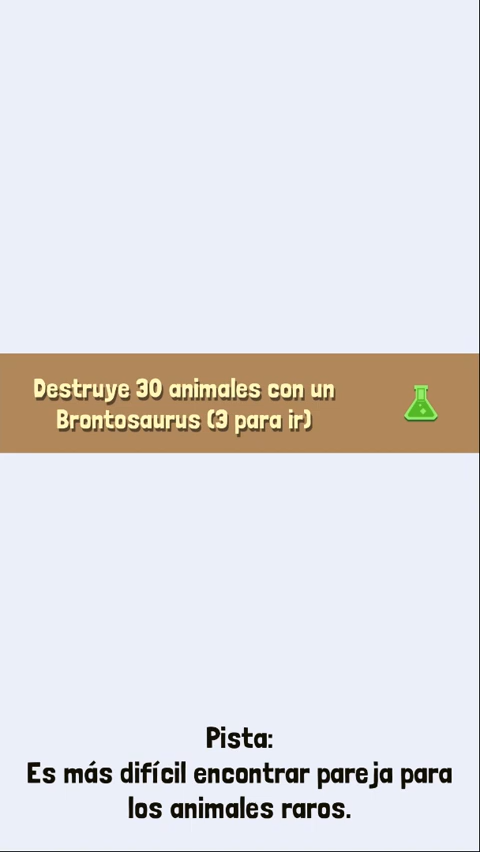 Destruye 30 animales con un
Brontosaurus (3 para ir)
Pista:
Es más difícil encontrar pareja para
los animales raros.